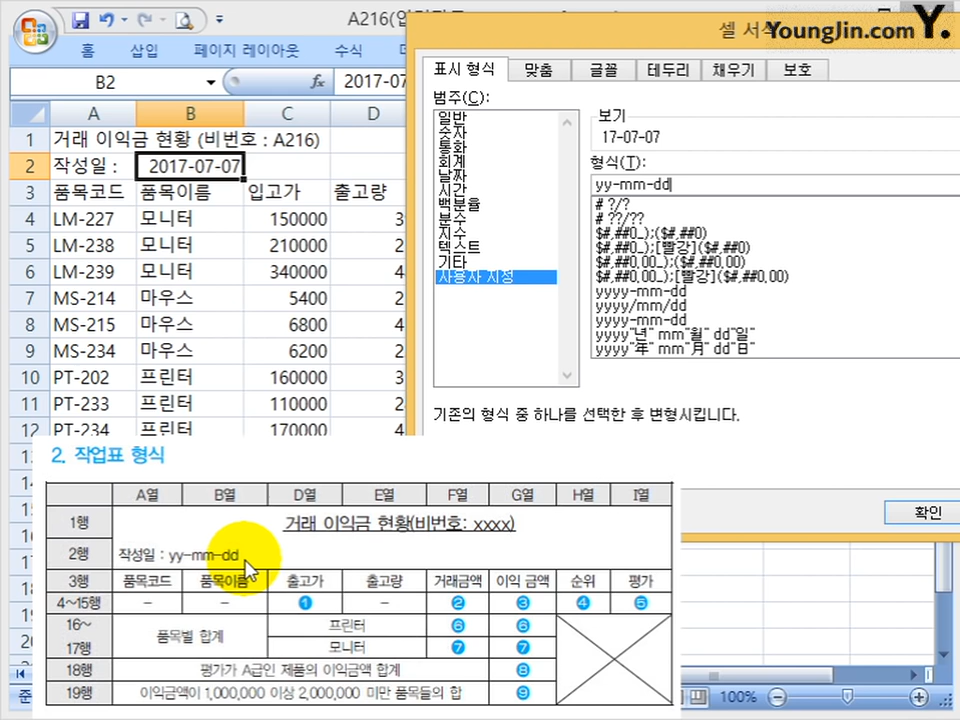 A216(
YoungJin.com Y.
셀 서식
홈 삽입 페이지 레이아웃 수식
B2 fx 2017-07
A B C D
1 거래 이익금 현황 (비번호 : A216)
2 작성일 : 2017-07-07
3 품목코드 품목이름 입고가 출고량
4 LM-227 모니터 150000
5 LM-238 모니터 210000 2
6 LM-239 모니터 340000 4
7 MS-214 마우스 5400 2
8 MS-215 마우스 6800 4
9 MS-234 마우스 6200 2
10 PT-202 프린터 160000 3
11 PT-233 프린터 110000 2
12 PT-234 프린터 170000 4
표시 형식 맞춤 글꼴 테두리 채우기 보호
범주(C):
일반
숫자
통화
회계
날짜
시간
백분율
분수
지수
텍스트
기타
사용자 지정
보기
17-07-07
형식(T):
yy-mm-dd
# ?/?
# ??/??
$#,##0_);($#,##0)
$#,##0_);[빨강]($#,##0)
$#,##0.00_);($#,##0.00)
$#,##0.00_);[빨강]($#,##0.00)
yyyy-mm-dd
yyyy/mm/dd
yyyy-mm-dd
yyyy"년" mm"월" dd"일"
yyyy"年" mm"月" dd"日"
기존의 형식 중 하나를 선택한 후 변형시킵니다.
확인
2. 작업표 형식
A열 B열 D열 E열 F열 G열 H열 I열
1행 거래 이익금 현황(비번호: xxxx)
2행 작성일 : yy-mm-dd
3행 품목코드 품목이름 출고가 출고량 거래금액 이익 금액 순위 평가
4~15행 – – ❶ – ❷ ❸ ❹ ❺
16~ 품목별 합계 프린터 ❻ ❻
17행 모니터 ❼ ❼
18행 평가가 A급인 제품의 이익금액 합계 ❽
19행 이익금액이 1,000,000 이상 2,000,000 미만 품목들의 합 ❾
준
100%